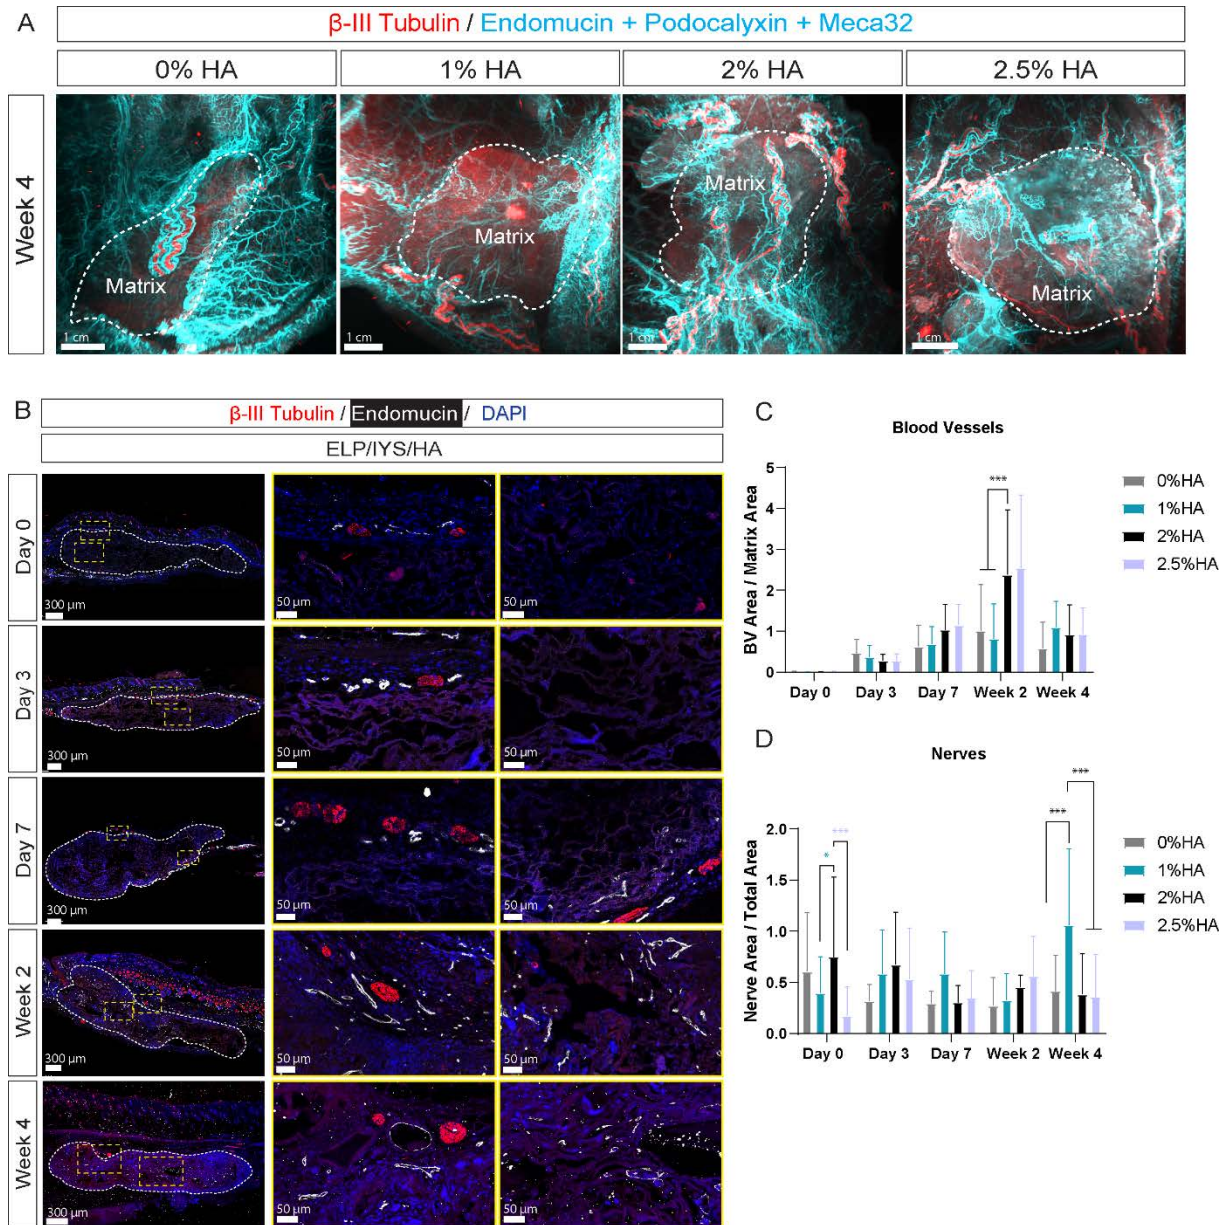 A
β-III Tubulin / Endomucin + Podocalyxin + Meca32
0% HA
1% HA
2% HA
2.5% HA
Week 4
Matrix
1 cm
Matrix
1 cm
Matrix
1 cm
Matrix
1 cm
B
β-III Tubulin / Endomucin / DAPI
ELP/IYS/HA
Day 0
300 µm
50 µm
50 µm
Day 3
300 µm
50 µm
50 µm
Day 7
300 µm
50 µm
50 µm
Week 2
300 µm
50 µm
50 µm
Week 4
300 µm
50 µm
50 µm
C
Blood Vessels
BV Area / Matrix Area
5
4
3
2
1
0
***
Day 0 Day 3 Day 7 Week 2 Week 4
0%HA
1%HA
2%HA
2.5%HA
D
Nerves
Nerve Area / Total Area
2.0
1.5
1.0
0.5
0.0
*
***
***
***
Day 0 Day 3 Day 7 Week 2 Week 4
0%HA
1%HA
2%HA
2.5%HA